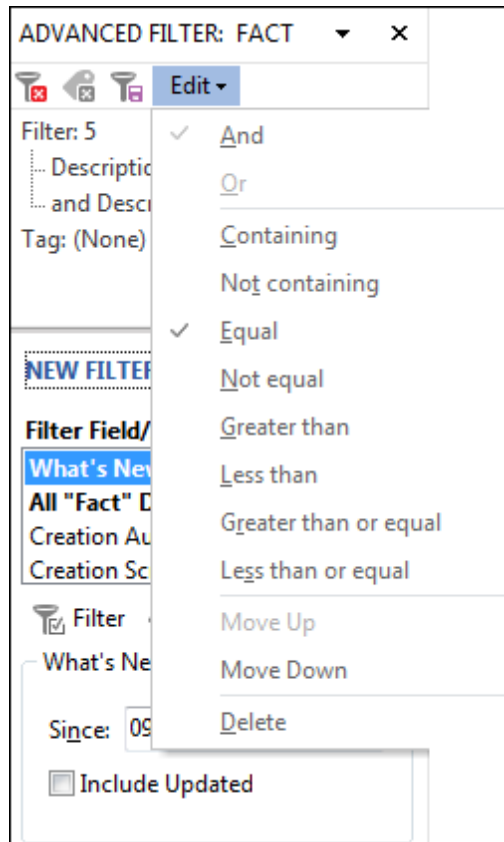 ADVANCED FILTER: FACT
Edit
Filter: 5
And
Descriptic
Or
and Descr
Tag: (None)
Containing
Not containing
Equal
NEW FILTER
Not equal
Filter Field/
Greater than
What's New
Less than
All "Fact" D
Greater than or equal
Creation Au
Creation Sc
Less than or equal
Filter
Move Up
What's Ne
Move Down
Since: 09
Delete
Include Updated